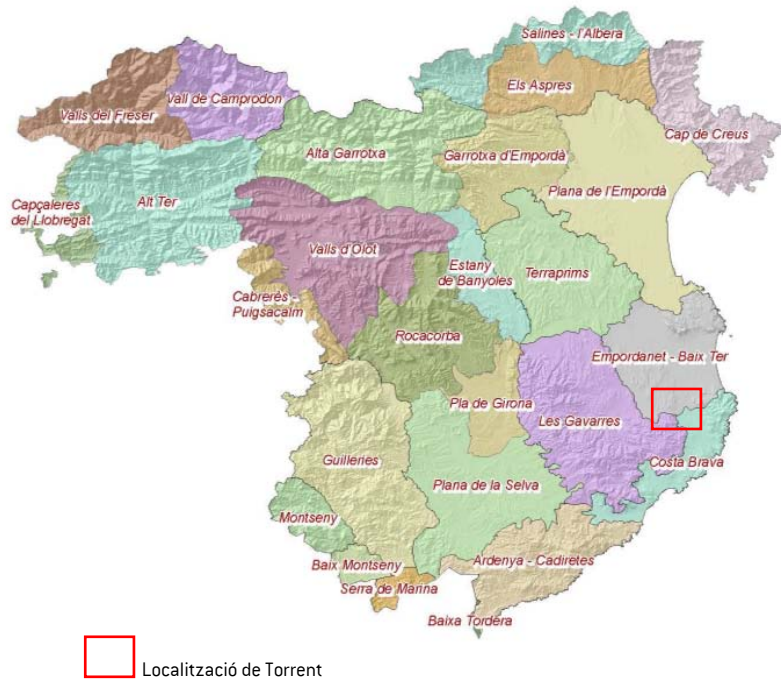 Salines - l'Albera
Els Aspres
Vall de Camprodon
Valls del Freser
Cap de Creus
Alta Garrotxa
Garrotxa d'Empordà
Plana de l'Empordà
Capçaleres
del Llobregat
Alt Ter
Valls d'Olot
Estany
de Banyoles
Terraprims
Cabrerès -
Puigsacalm
Rocacorba
Empordanet - Baix Ter
Pla de Girona
Les Gavarres
Guilleries
Costa Brava
Plana de la Selva
Montseny
Baix Montseny
Ardenya - Cadiretes
Serra de Marina
Baixa Tordera
Localització de Torrent